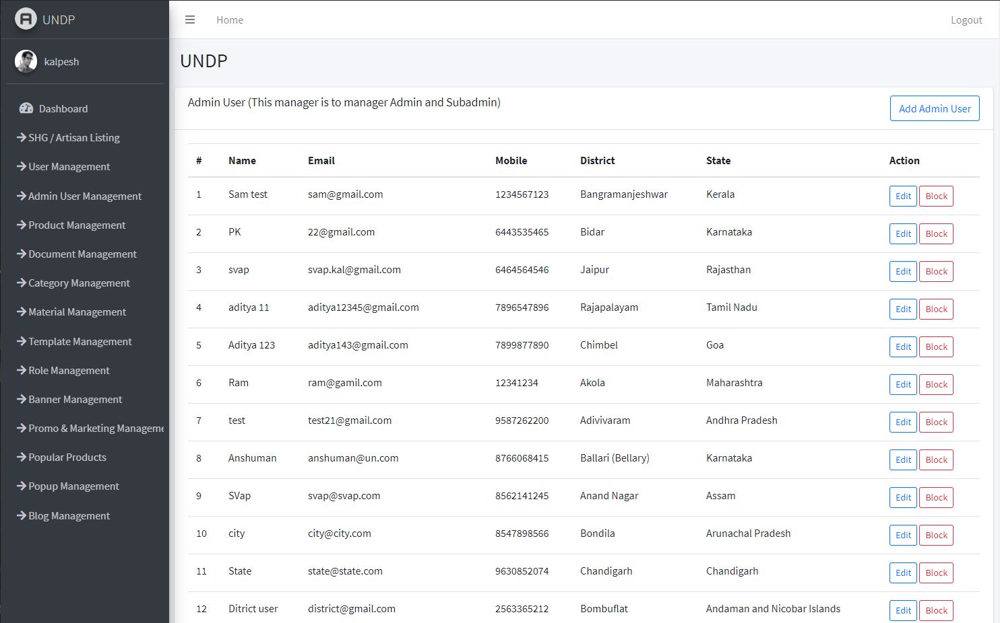 UNDP
Home
Logout
kalpesh
UNDP
Dashboard
SHG / Artisan Listing
User Management
Admin User Management
Product Management
Document Management
Category Management
Material Management
Template Management
Role Management
Banner Management
Promo & Marketing Manageme
Popular Products
Popup Management
Blog Management
Admin User (This manager is to manager Admin and Subadmin)
Add Admin User
# Name Email Mobile District State Action
1 Sam test sam@gmail.com 1234567123 Bangramanjeshwar Kerala Edit Block
2 PK 22@gmail.com 6443535465 Bidar Karnataka Edit Block
3 svap svap.kal@gmail.com 6464564546 Jaipur Rajasthan Edit Block
4 aditya 11 aditya12345@gmail.com 7896547896 Rajapalayam Tamil Nadu Edit Block
5 Aditya 123 aditya143@gmail.com 7899877890 Chimbel Goa Edit Block
6 Ram ram@gamil.com 12341234 Akola Maharashtra Edit Block
7 test test21@gmail.com 9587262200 Adivivaram Andhra Pradesh Edit Block
8 Anshuman anshuman@un.com 8766068415 Ballari (Bellary) Karnataka Edit Block
9 SVap svap@svap.com 8562141245 Anand Nagar Assam Edit Block
10 city city@city.com 8547898566 Bondila Arunachal Pradesh Edit Block
11 State state@state.com 9630852074 Chandigarh Chandigarh Edit Block
12 Ditrict user district@gmail.com 2563365212 Bombuflat Andaman and Nicobar Islands Edit Block